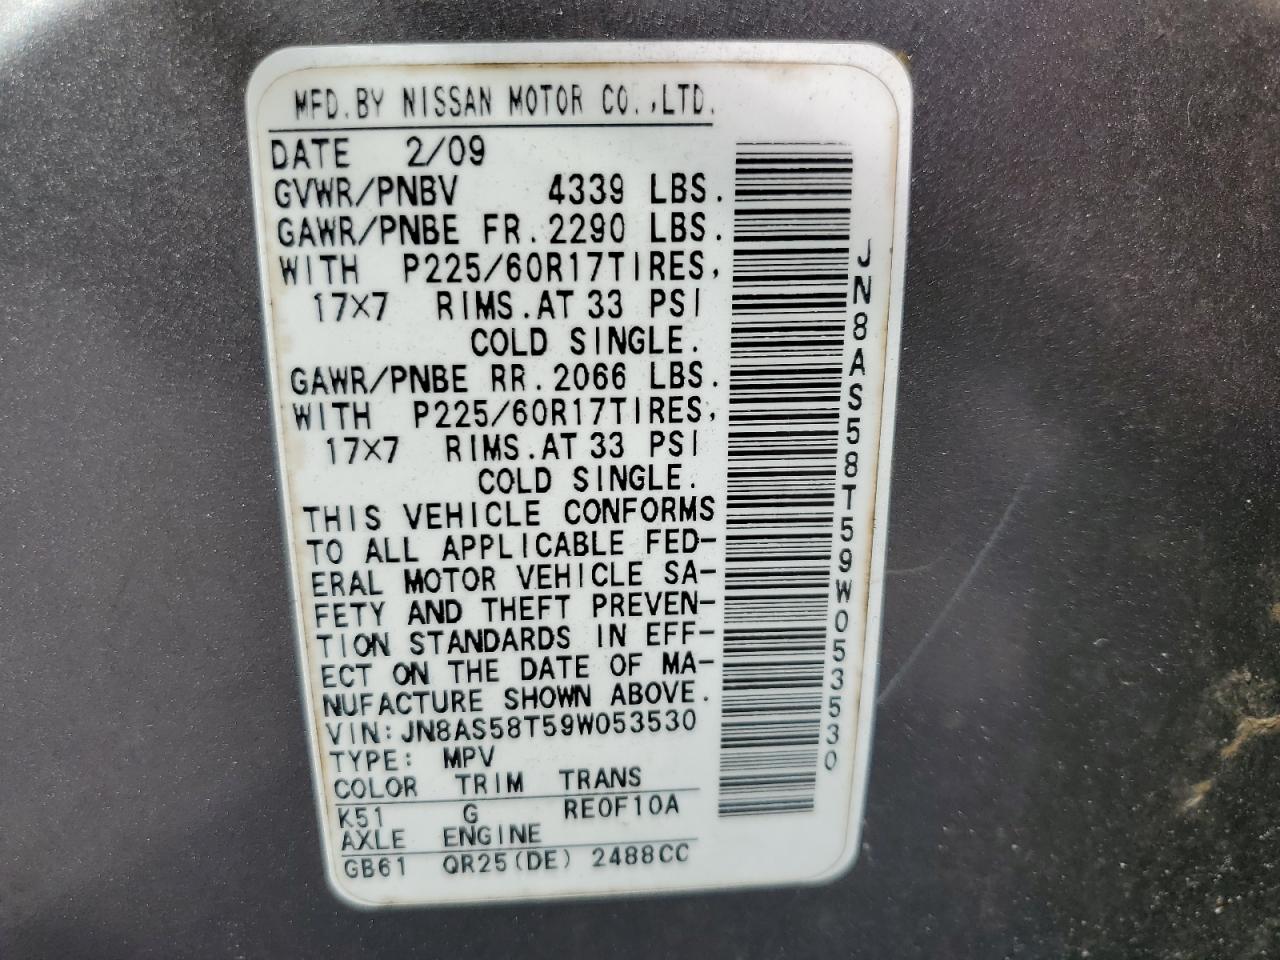 MFD.BY NISSAN MOTOR CO.,LTD.
DATE 2/09
GVWR/PNBV 4339 LBS.
GAWR/PNBE FR.2290 LBS.
WITH P225/60R17TIRES,
17×7 RIMS.AT 33 PSI
COLD SINGLE.
GAWR/PNBE RR.2066 LBS.
WITH P225/60R17TIRES,
17×7 RIMS.AT 33 PSI
COLD SINGLE.
THIS VEHICLE CONFORMS
TO ALL APPLICABLE FED-
ERAL MOTOR VEHICLE SA-
FETY AND THEFT PREVEN-
TION STANDARDS IN EFF-
ECT ON THE DATE OF MA-
NUFACTURE SHOWN ABOVE.
VIN:JN8AS58T59W053530
TYPE: MPV
COLOR TRIM TRANS
K51 G RE0F10A
AXLE ENGINE
GB61 QR25(DE) 2488CC
JN8AS58T59W053530